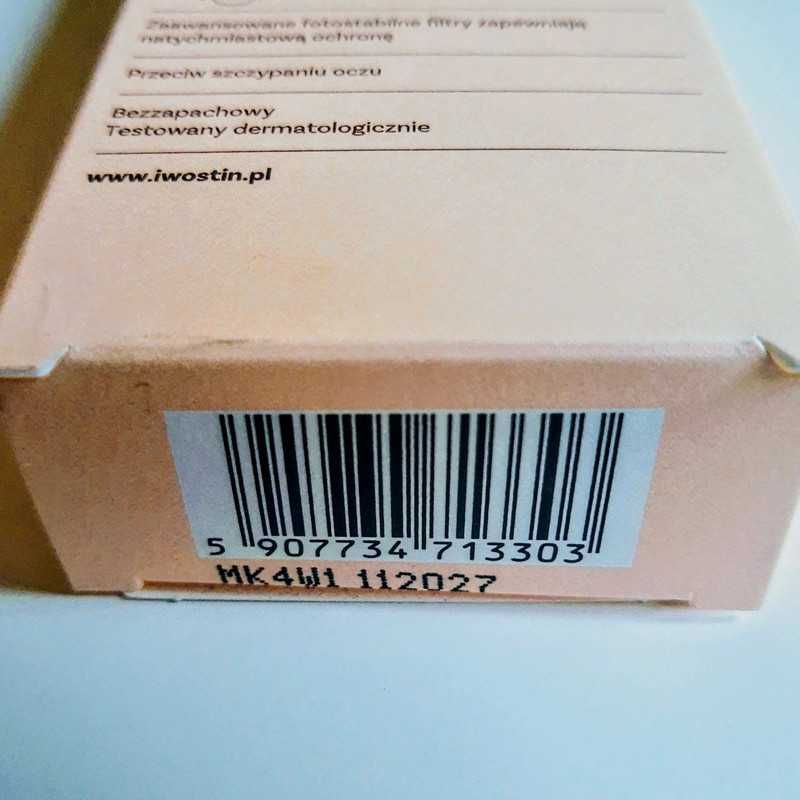 Zaawansowane fotostabilne filtry zapewniają
natychmiastową ochronę
Przeciw szczypaniu oczu
Bezzapachowy
Testowany dermatologicznie
www.iwostin.pl
5 907734 713303
MK4W1 112027